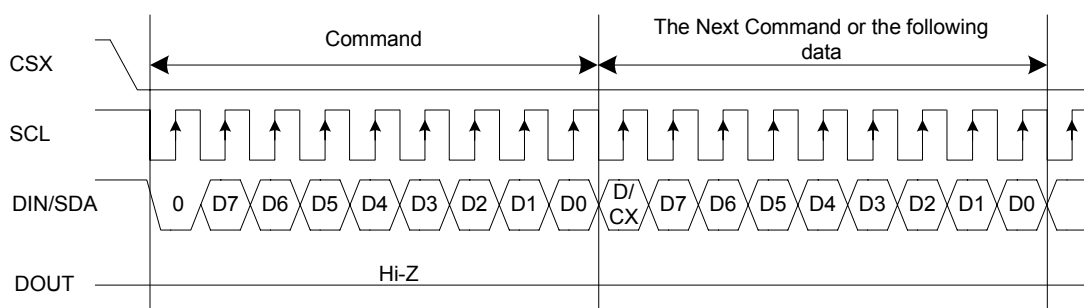 Command
The Next Command or the following
data
CSX
SCL
DIN/SDA 0 D7 D6 D5 D4 D3 D2 D1 D0 D/
CX D7 D6 D5 D4 D3 D2 D1 D0
Hi-Z
DOUT